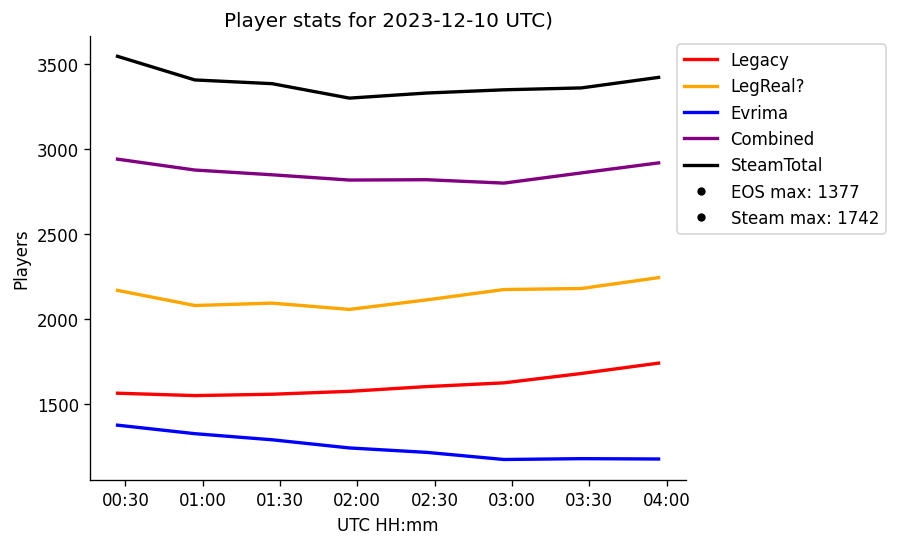 Player stats for 2023-12-10 UTC)
Players
3500
3000
2500
2000
1500
00:30 01:00 01:30 02:00 02:30 03:00 03:30 04:00
UTC HH:mm
Legacy
LegReal?
Evrima
Combined
SteamTotal
EOS max: 1377
Steam max: 1742